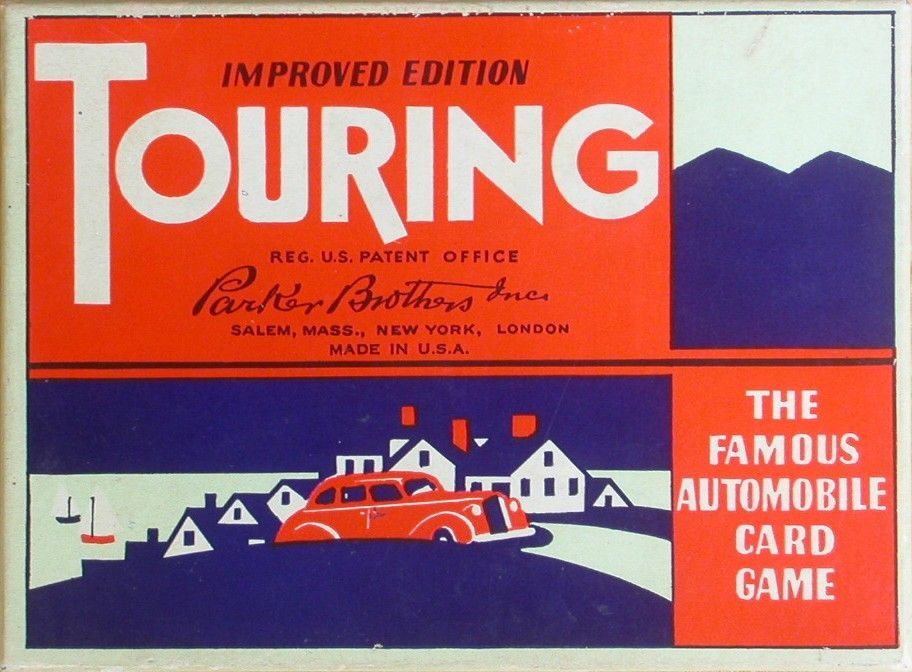 IMPROVED EDITION
TOURING
REG. U.S. PATENT OFFICE
Parker Brothers Inc.
SALEM, MASS., NEW YORK, LONDON
MADE IN U.S.A.
THE
FAMOUS
AUTOMOBILE
CARD
GAME